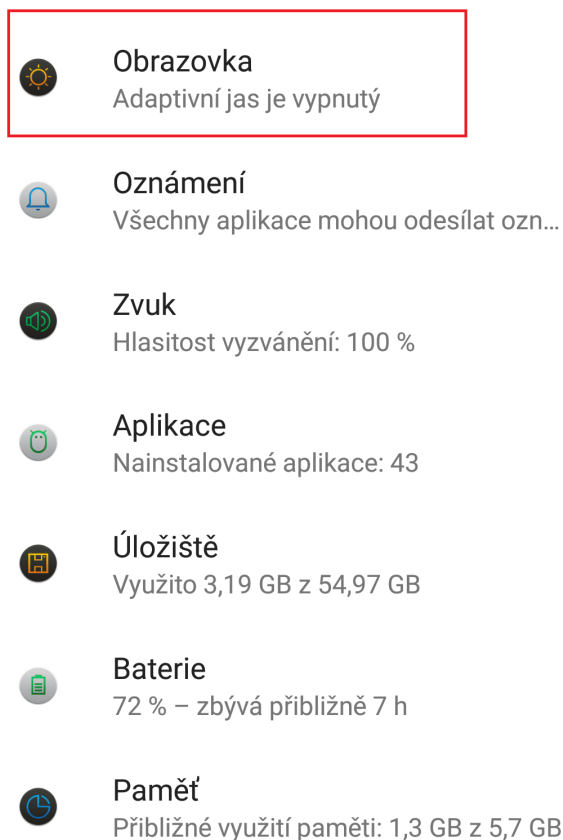 Obrazovka
Adaptivní jas je vypnutý
Oznámení
Všechny aplikace mohou odesílat ozn…
Zvuk
Hlasitost vyzvánění: 100 %
Aplikace
Nainstalované aplikace: 43
Úložiště
Využito 3,19 GB z 54,97 GB
Baterie
72 % – zbývá přibližně 7 h
Paměť
Přibližné využití paměti: 1,3 GB z 5,7 GB